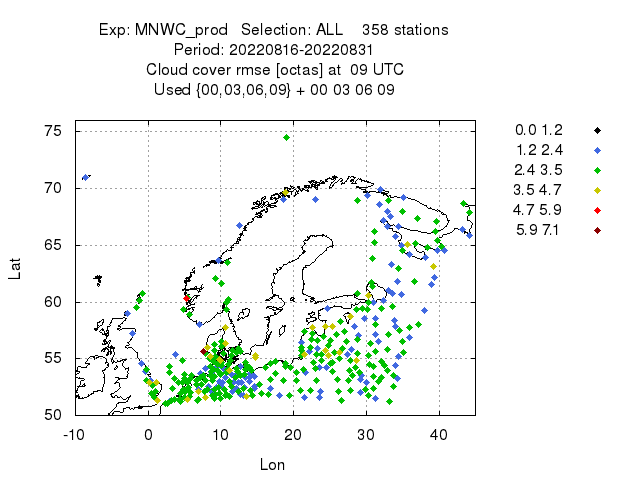 Exp: MNWC_prod   Selection: ALL    358 stations
Period: 20220816-20220831
Cloud cover rmse [octas] at  09 UTC
Used {00,03,06,09} + 00 03 06 09
75
70
65
60
55
50
Lat
-10 0 10 20 30 40
Lon
0.0 1.2
1.2 2.4
2.4 3.5
3.5 4.7
4.7 5.9
5.9 7.1